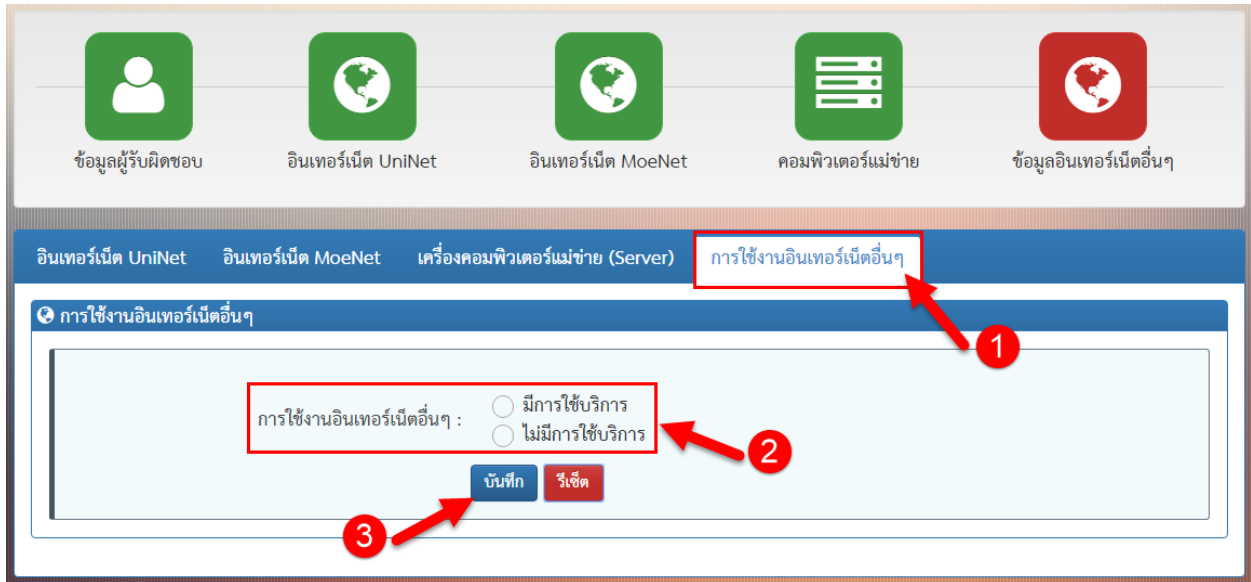 ข้อมูลผู้รับผิดชอบ
อินเทอร์เน็ต UniNet
อินเทอร์เน็ต MoeNet
คอมพิวเตอร์แม่ข่าย
ข้อมูลอินเทอร์เน็ตอื่นๆ
อินเทอร์เน็ต UniNet อินเทอร์เน็ต MoeNet เครื่องคอมพิวเตอร์แม่ข่าย (Server) การใช้งานอินเทอร์เน็ตอื่นๆ
การใช้งานอินเทอร์เน็ตอื่นๆ
1
การใช้งานอินเทอร์เน็ตอื่นๆ :
มีการใช้บริการ
ไม่มีการใช้บริการ
2
บันทึก รีเซ็ต
3